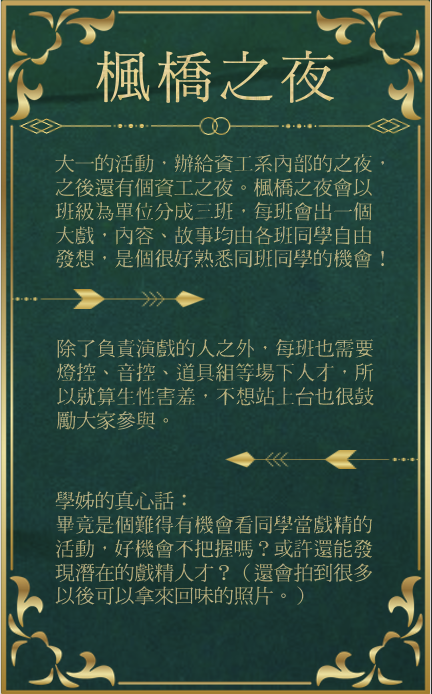 楓橋之夜
大一的活動，辦給資工系內部的之夜，
之後還有個資工之夜。楓橋之夜會以
班級為單位分成三班，每班會出一個
大戲，內容、故事均由各班同學自由
發想，是個很好熟悉同班同學的機會！
除了負責演戲的人之外，每班也需要
燈控、音控、道具組等場下人才，所
以就算生性害羞，不想站上台也很鼓
勵大家參與。
學姊的真心話：
畢竟是個難得有機會看同學當戲精的
活動，好機會不把握嗎？或許還能發
現潛在的戲精人才？（還會拍到很多
以後可以拿來回味的照片。）